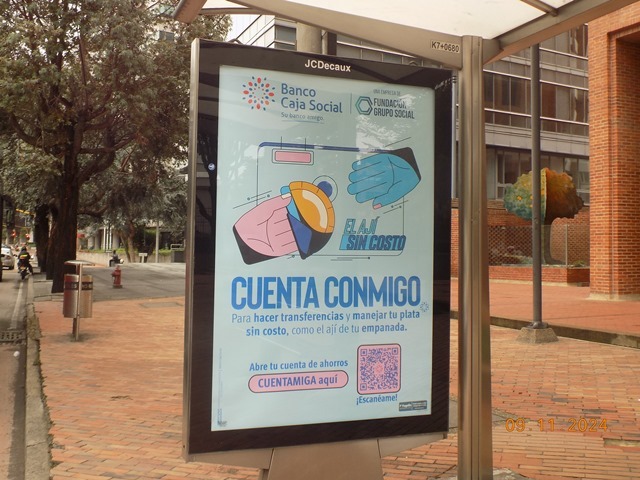 K7+0680
JCDecaux
Banco
Caja Social
Su banco amigo.
UNA EMPRESA DE
FUNDACIÓN
GRUPO SOCIAL
EL AJÍ
SIN COSTO
CUENTA CONMIGO
Para hacer transferencias y manejar tu plata
sin costo, como el ají de tu empanada.
Abre tu cuenta de ahorros
CUENTAMIGA aquí
¡Escanéame!
09 11 2024